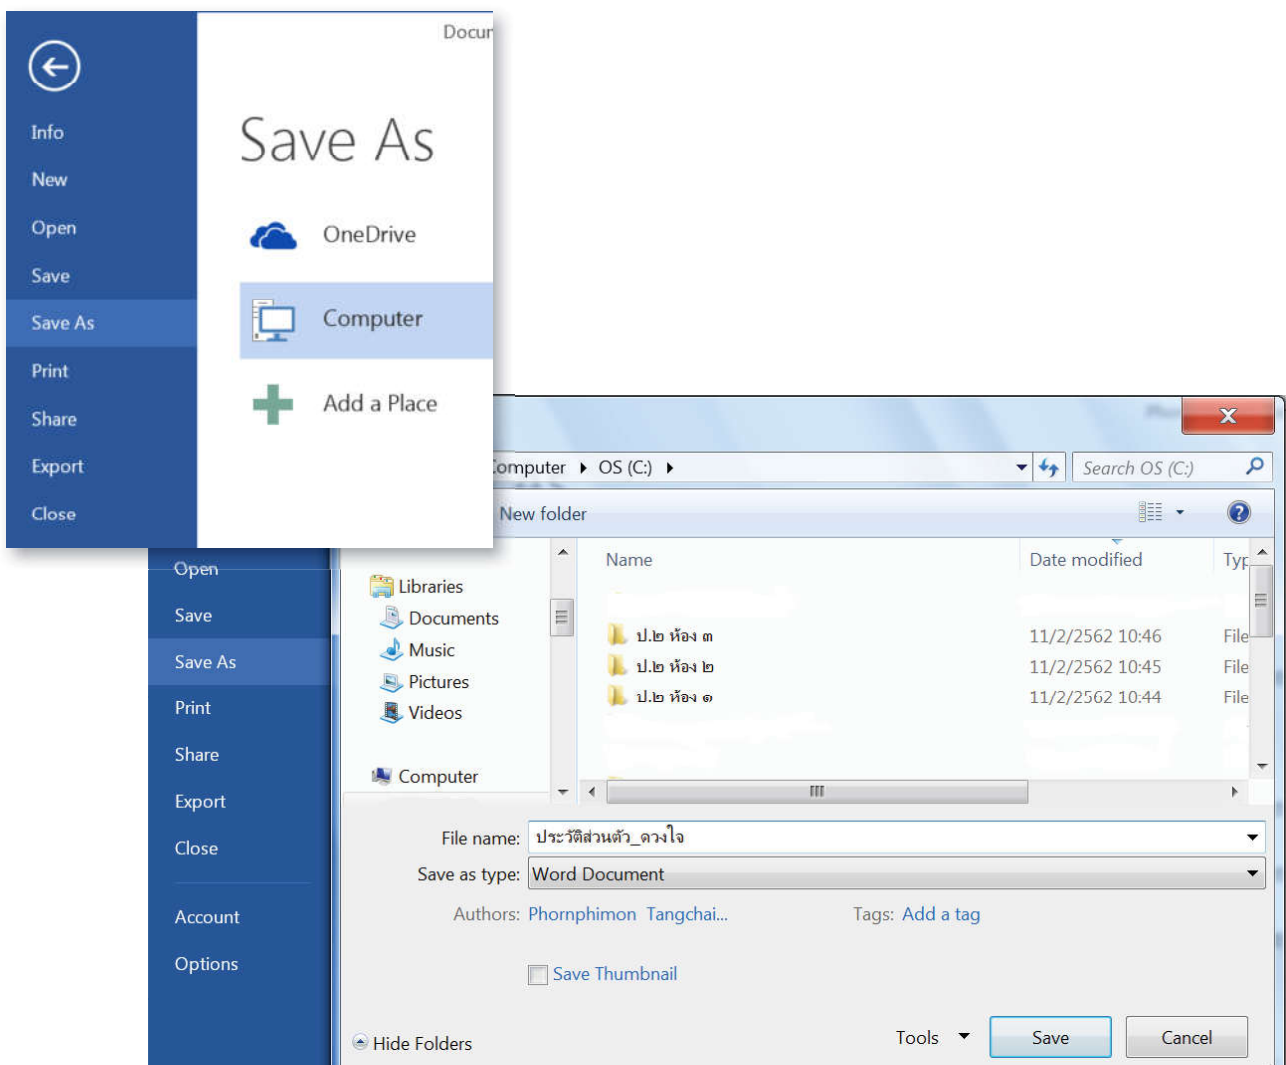 Docum
Save As
Info
New
Open
Save
Save As
Print
Share
Export
Close
OneDrive
Computer
Add a Place
Computer ▸ OS (C:) ▸
Search OS (C:)
New folder
Name Date modified Typ
Libraries
Documents
Music
Pictures
Videos
Computer
ป.๒ ห้อง ๓ 11/2/2562 10:46 File
ป.๒ ห้อง ๒ 11/2/2562 10:45 File
ป.๒ ห้อง ๑ 11/2/2562 10:44 File
Open
Save
Save As
Print
Share
Export
Close
Account
Options
File name: ประวัติส่วนตัว_ดวงใจ
Save as type: Word Document
Authors: Phornphimon Tangchai... Tags: Add a tag
Save Thumbnail
Hide Folders Tools Save Cancel